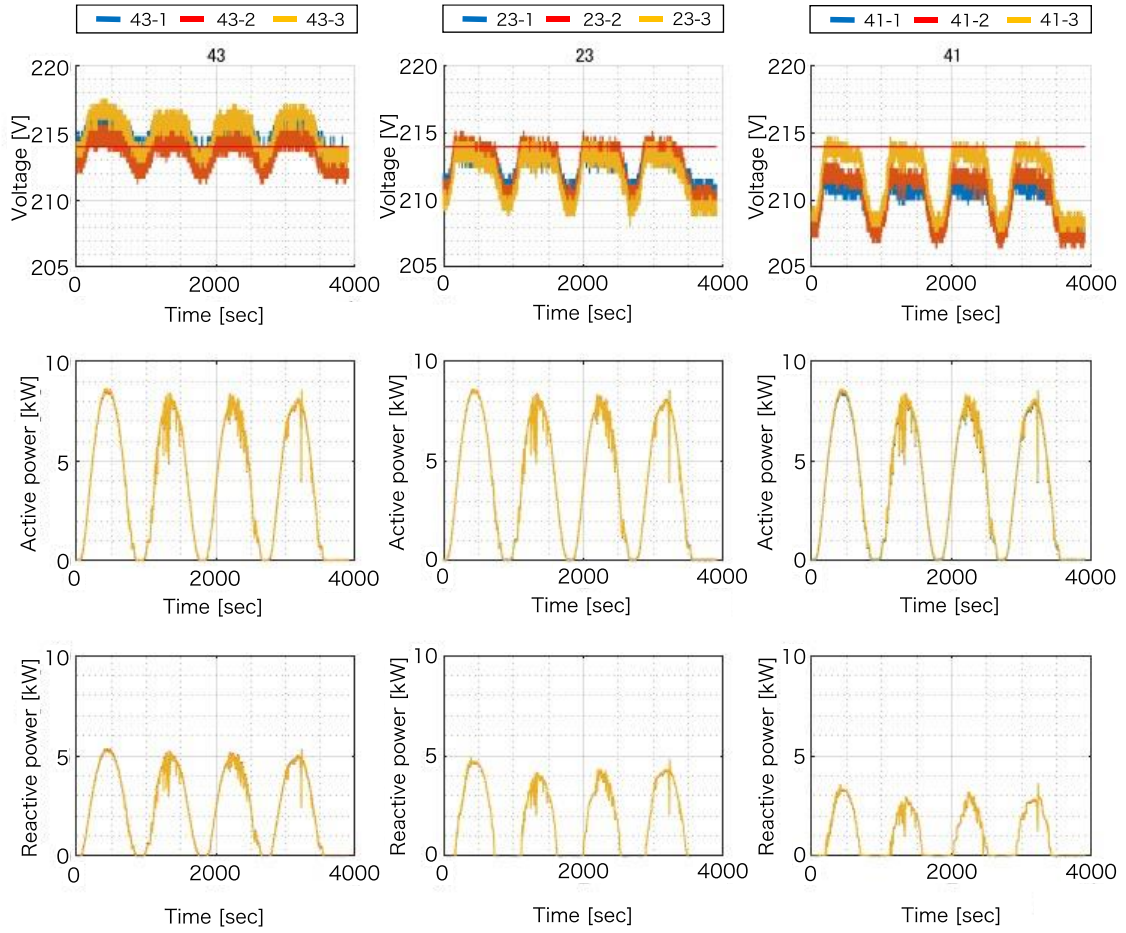 43-1 43-2 43-3
23-1 23-2 23-3
41-1 41-2 41-3
43
220
215
210
205
Voltage [V]
0 2000 4000
Time [sec]
23
220
215
210
205
Voltage [V]
0 2000 4000
Time [sec]
41
220
215
210
205
Voltage [V]
0 2000 4000
Time [sec]
10
5
0
Active power [kW]
0 2000 4000
Time [sec]
10
5
0
Active power [kW]
0 2000 4000
Time [sec]
10
5
0
Active power [kW]
0 2000 4000
Time [sec]
10
5
0
Reactive power [kW]
0 2000 4000
Time [sec]
10
5
0
Reactive power [kW]
0 2000 4000
Time [sec]
10
5
0
Reactive power [kW]
0 2000 4000
Time [sec]